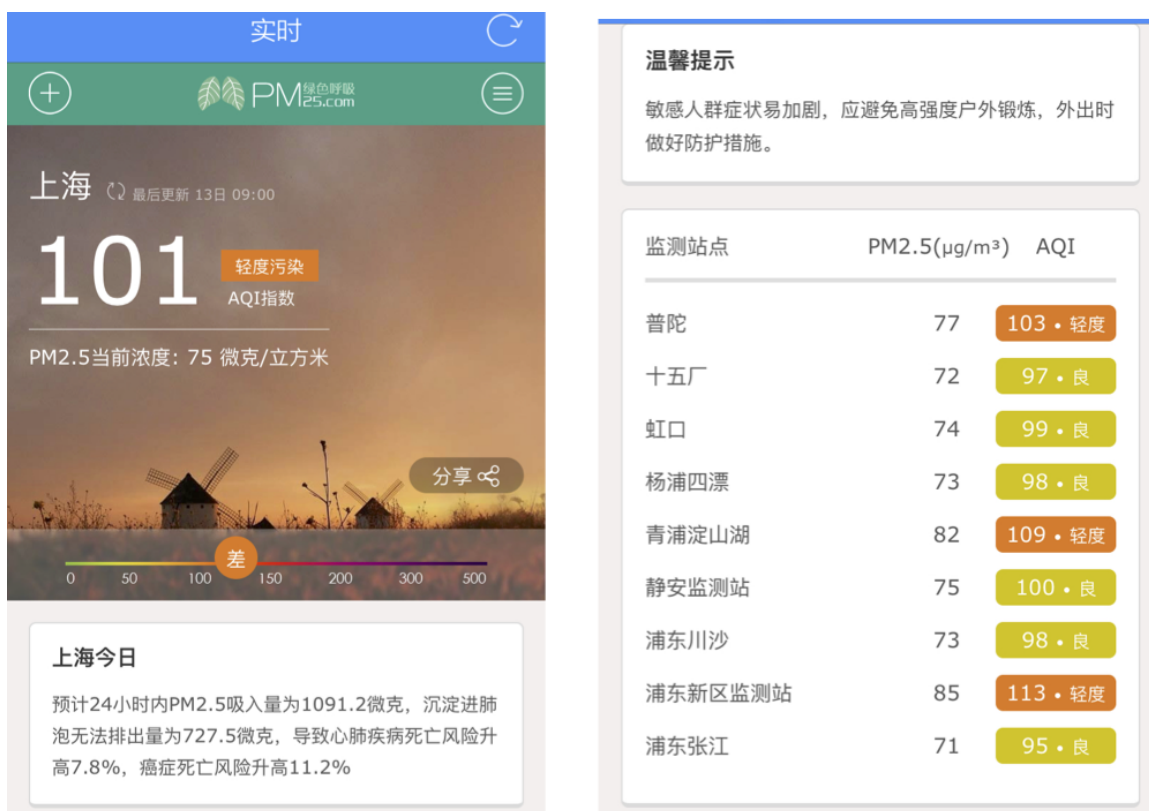 实时
PM绿色呼吸
25.com
上海 最后更新 13日 09:00
101 轻度污染
AQI指数
PM2.5当前浓度: 75 微克/立方米
分享
差
0 50 100 150 200 300 500
上海今日
预计24小时内PM2.5吸入量为1091.2微克，沉淀进肺
泡无法排出量为727.5微克，导致心肺疾病死亡风险升
高7.8%，癌症死亡风险升高11.2%
温馨提示
敏感人群症状易加剧，应避免高强度户外锻炼，外出时
做好防护措施。
监测站点 PM2.5(μg/m³) AQI
普陀 77 103 • 轻度
十五厂 72 97 • 良
虹口 74 99 • 良
杨浦四漂 73 98 • 良
青浦淀山湖 82 109 • 轻度
静安监测站 75 100 • 良
浦东川沙 73 98 • 良
浦东新区监测站 85 113 • 轻度
浦东张江 71 95 • 良